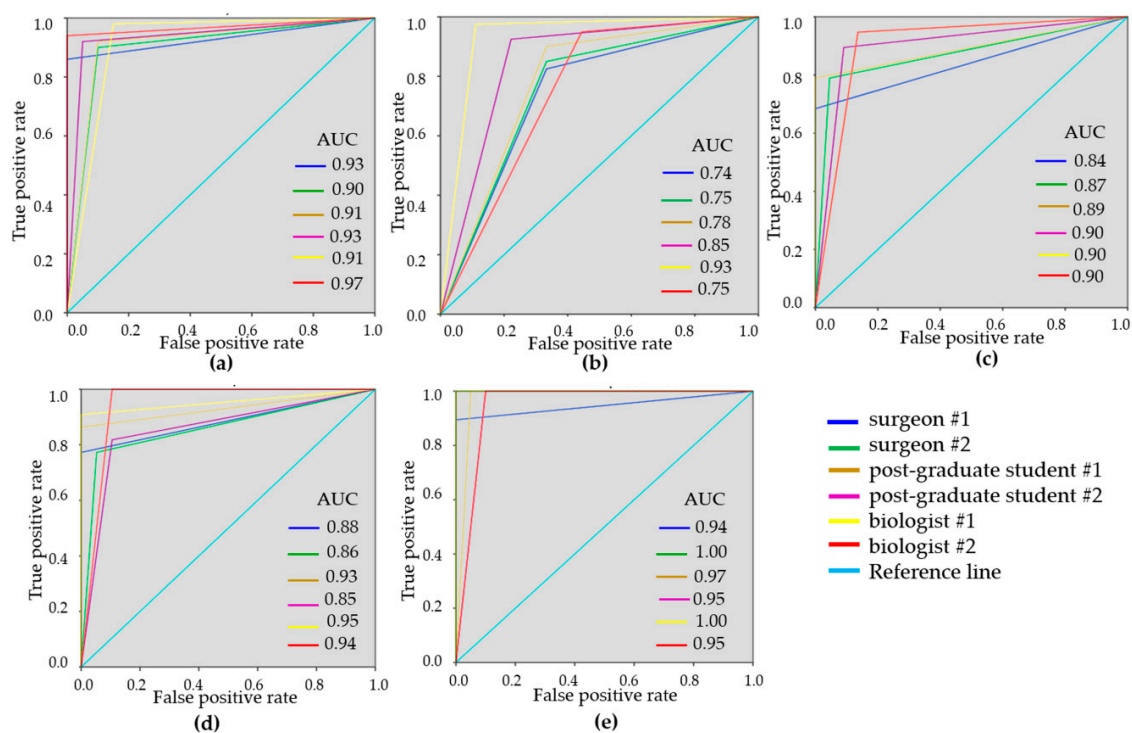 1.0
0.8
0.6
0.4
0.2
0.0
True positive rate
AUC
0.93
0.90
0.91
0.93
0.91
0.97
0.0 0.2 0.4 0.6 0.8 1.0
False positive rate
(a)
1.0
0.8
0.6
0.4
0.2
0.0
True positive rate
AUC
0.74
0.75
0.78
0.85
0.93
0.75
0.0 0.2 0.4 0.6 0.8 1.0
False positive rate
(b)
1.0
0.8
0.6
0.4
0.2
0.0
True positive rate
AUC
0.84
0.87
0.89
0.90
0.90
0.90
0.0 0.2 0.4 0.6 0.8 1.0
False positive rate
(c)
1.0
0.8
0.6
0.4
0.2
0.0
True positive rate
AUC
0.88
0.86
0.93
0.85
0.95
0.94
0.0 0.2 0.4 0.6 0.8 1.0
False positive rate
(d)
1.0
0.8
0.6
0.4
0.2
0.0
True positive rate
AUC
0.94
1.00
0.97
0.95
1.00
0.95
0.0 0.2 0.4 0.6 0.8 1.0
False positive rate
(e)
surgeon #1
surgeon #2
post-graduate student #1
post-graduate student #2
biologist #1
biologist #2
Reference line